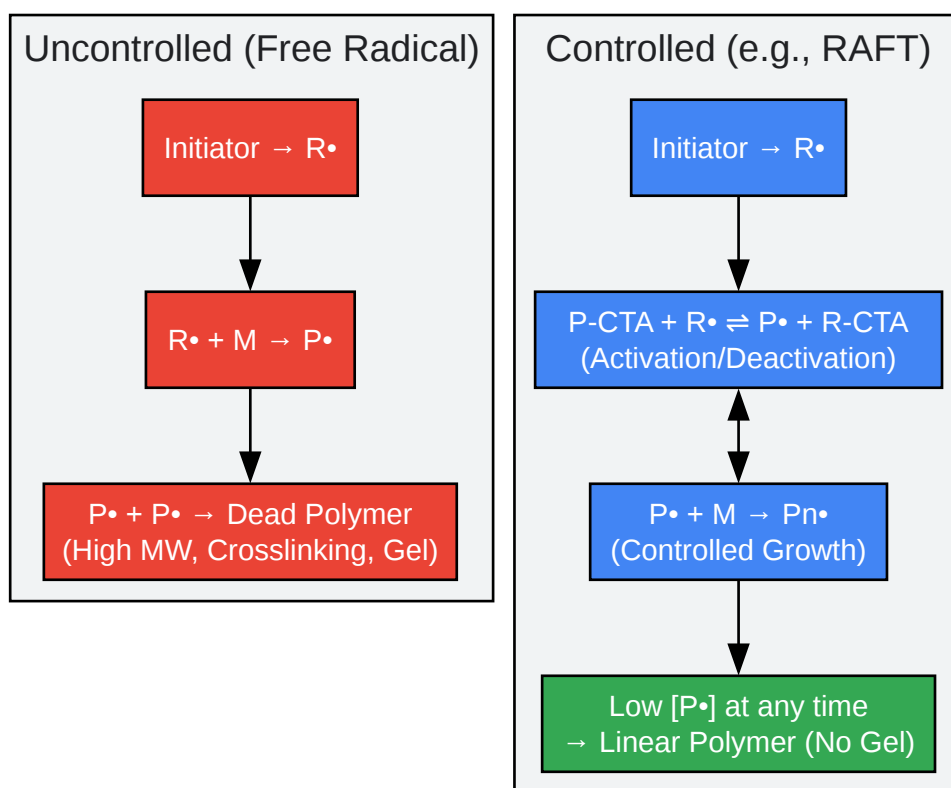 Uncontrolled (Free Radical)
Initiator → R•
R• + M → P•
P• + P• → Dead Polymer
(High MW, Crosslinking, Gel)
Controlled (e.g., RAFT)
Initiator → R•
P-CTA + R• ⇌ P• + R-CTA
(Activation/Deactivation)
P• + M → Pn•
(Controlled Growth)
Low [P•] at any time
→ Linear Polymer (No Gel)